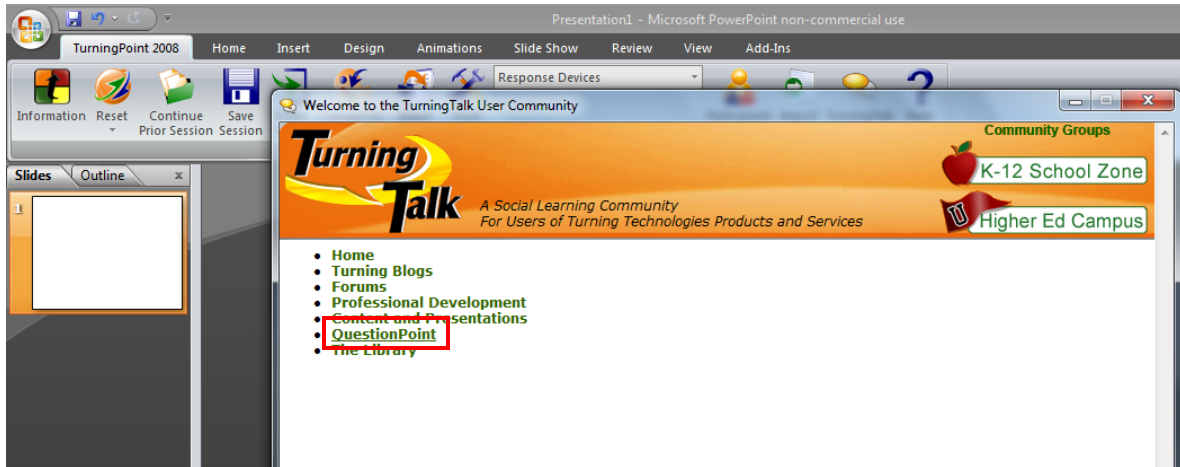 Presentation1 - Microsoft PowerPoint non-commercial use
TurningPoint 2008 Home Insert Design Animations Slide Show Review View Add-Ins
Response Devices
Information Reset Continue Prior Session Save Session
Welcome to the TurningTalk User Community
Slides Outline x
1
Turning Talk
A Social Learning Community
For Users of Turning Technologies Products and Services
Community Groups
K-12 School Zone
U Higher Ed Campus
Home
Turning Blogs
Forums
Professional Development
Content and Presentations
QuestionPoint
The Library